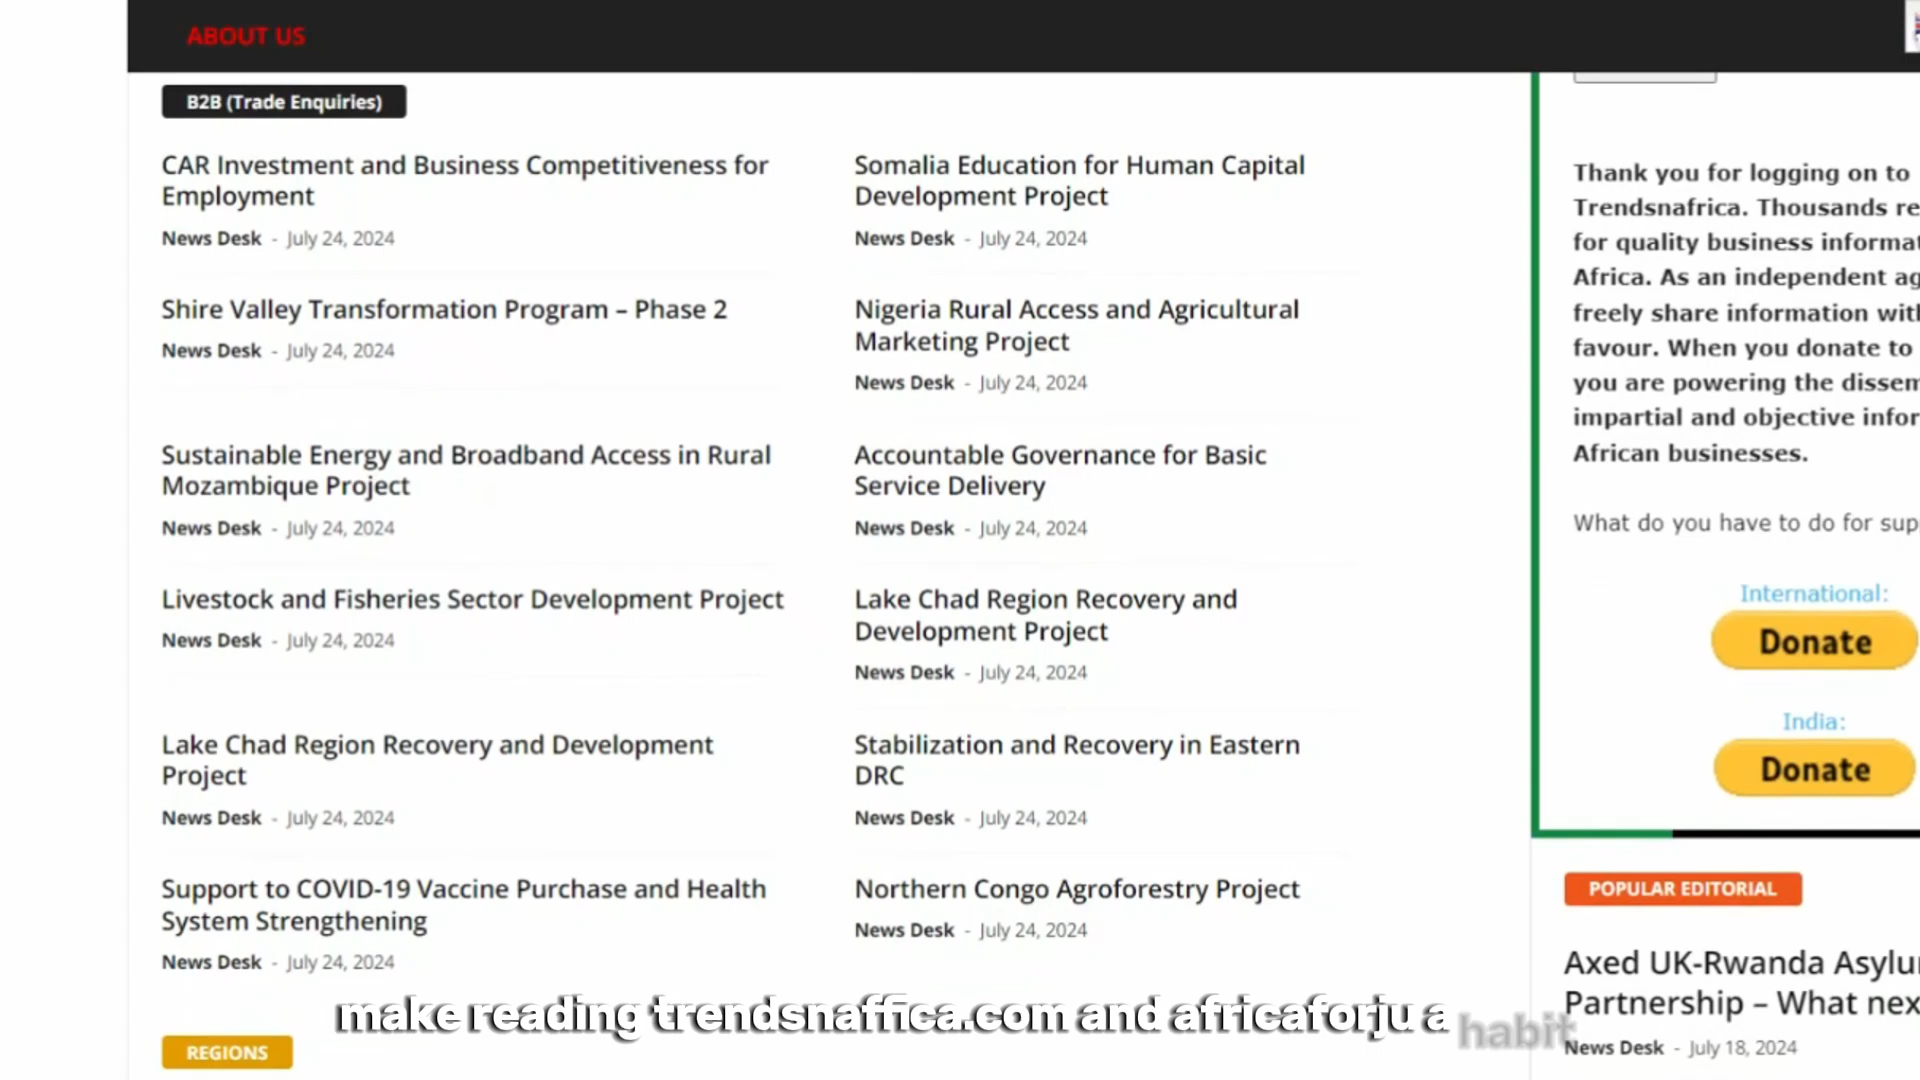 ABOUT US
B2B (Trade Enquiries)
CAR Investment and Business Competitiveness for
Employment
News Desk - July 24, 2024
Somalia Education for Human Capital
Development Project
News Desk - July 24, 2024
Shire Valley Transformation Program – Phase 2
News Desk - July 24, 2024
Nigeria Rural Access and Agricultural
Marketing Project
News Desk - July 24, 2024
Sustainable Energy and Broadband Access in Rural
Mozambique Project
News Desk - July 24, 2024
Accountable Governance for Basic
Service Delivery
News Desk - July 24, 2024
Livestock and Fisheries Sector Development Project
News Desk - July 24, 2024
Lake Chad Region Recovery and
Development Project
News Desk - July 24, 2024
Lake Chad Region Recovery and Development
Project
News Desk - July 24, 2024
Stabilization and Recovery in Eastern
DRC
News Desk - July 24, 2024
Support to COVID-19 Vaccine Purchase and Health
System Strengthening
News Desk - July 24, 2024
Northern Congo Agroforestry Project
News Desk - July 24, 2024
REGIONS
Thank you for logging on to
Trendsnafrica. Thousands re
for quality business informat
Africa. As an independent ag
freely share information with
favour. When you donate to
you are powering the dissem
impartial and objective infor
African businesses.
What do you have to do for sup
International:
Donate
India:
Donate
POPULAR EDITORIAL
Axed UK-Rwanda Asylu
Partnership – What nex
News Desk - July 18, 2024
make reading trendsnaffica.com and africaforju a habit